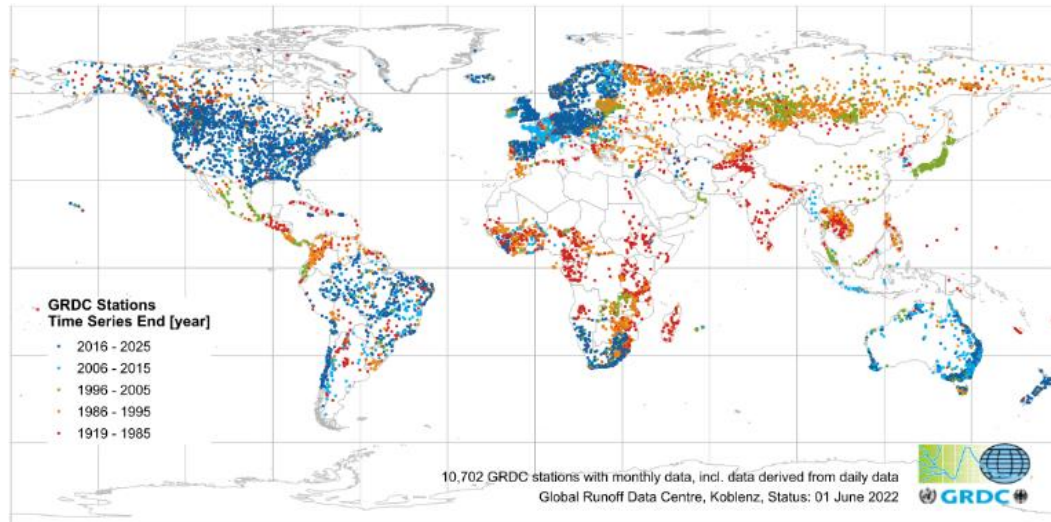 GRDC Stations
Time Series End [year]
2016 - 2025
2006 - 2015
1996 - 2005
1986 - 1995
1919 - 1985
10,702 GRDC stations with monthly data, incl. data derived from daily data
Global Runoff Data Centre, Koblenz, Status: 01 June 2022
GRDC